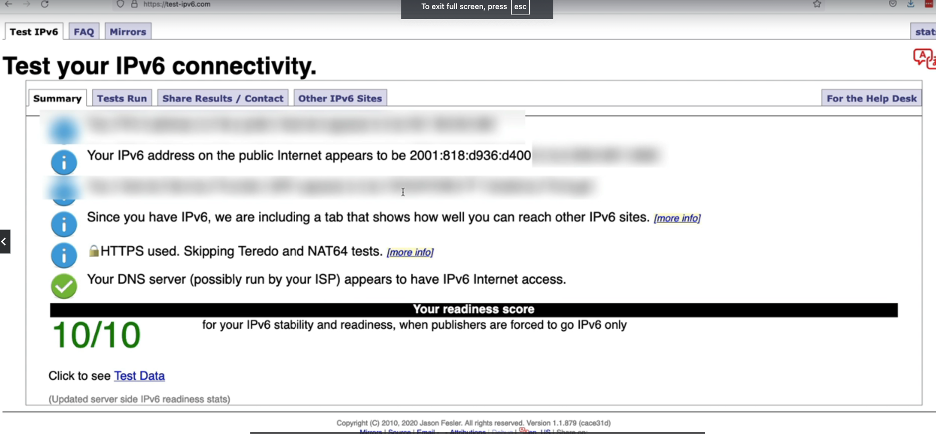 https://test-ipv6.com
To exit full screen, press esc
Test IPv6 FAQ Mirrors stat
Test your IPv6 connectivity.
Summary Tests Run Share Results / Contact Other IPv6 Sites For the Help Desk
Your IPv6 address on the public Internet appears to be 2001:818:d936:d400
Since you have IPv6, we are including a tab that shows how well you can reach other IPv6 sites. [more info]
HTTPS used. Skipping Teredo and NAT64 tests. [more info]
Your DNS server (possibly run by your ISP) appears to have IPv6 Internet access.
Your readiness score
10/10 for your IPv6 stability and readiness, when publishers are forced to go IPv6 only
Click to see Test Data
(Updated server side IPv6 readiness stats)
Copyright (C) 2010, 2020 Jason Fesler. All rights reserved. Version 1.1.879 (caca31d)
Mirrors | Source | Email Attributions